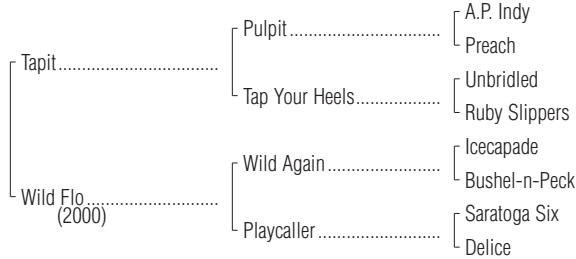 A.P. Indy
Pulpit
Preach
Tapit
Unbridled
Tap Your Heels
Ruby Slippers
Icecapade
Wild Again
Bushel-n-Peck
Wild Flo
(2000)
Saratoga Six
Playcaller
Delice